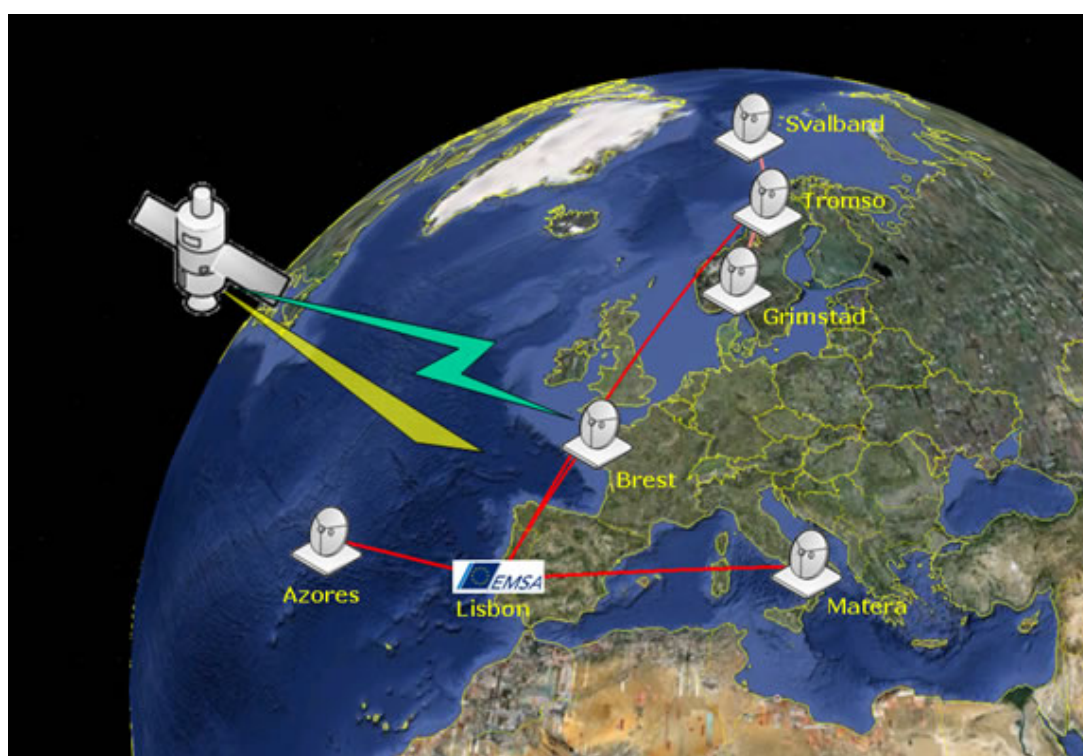 Svalbard
Tromso
Grimstad
Brest
Azores
EMSA
Lisbon
Matera